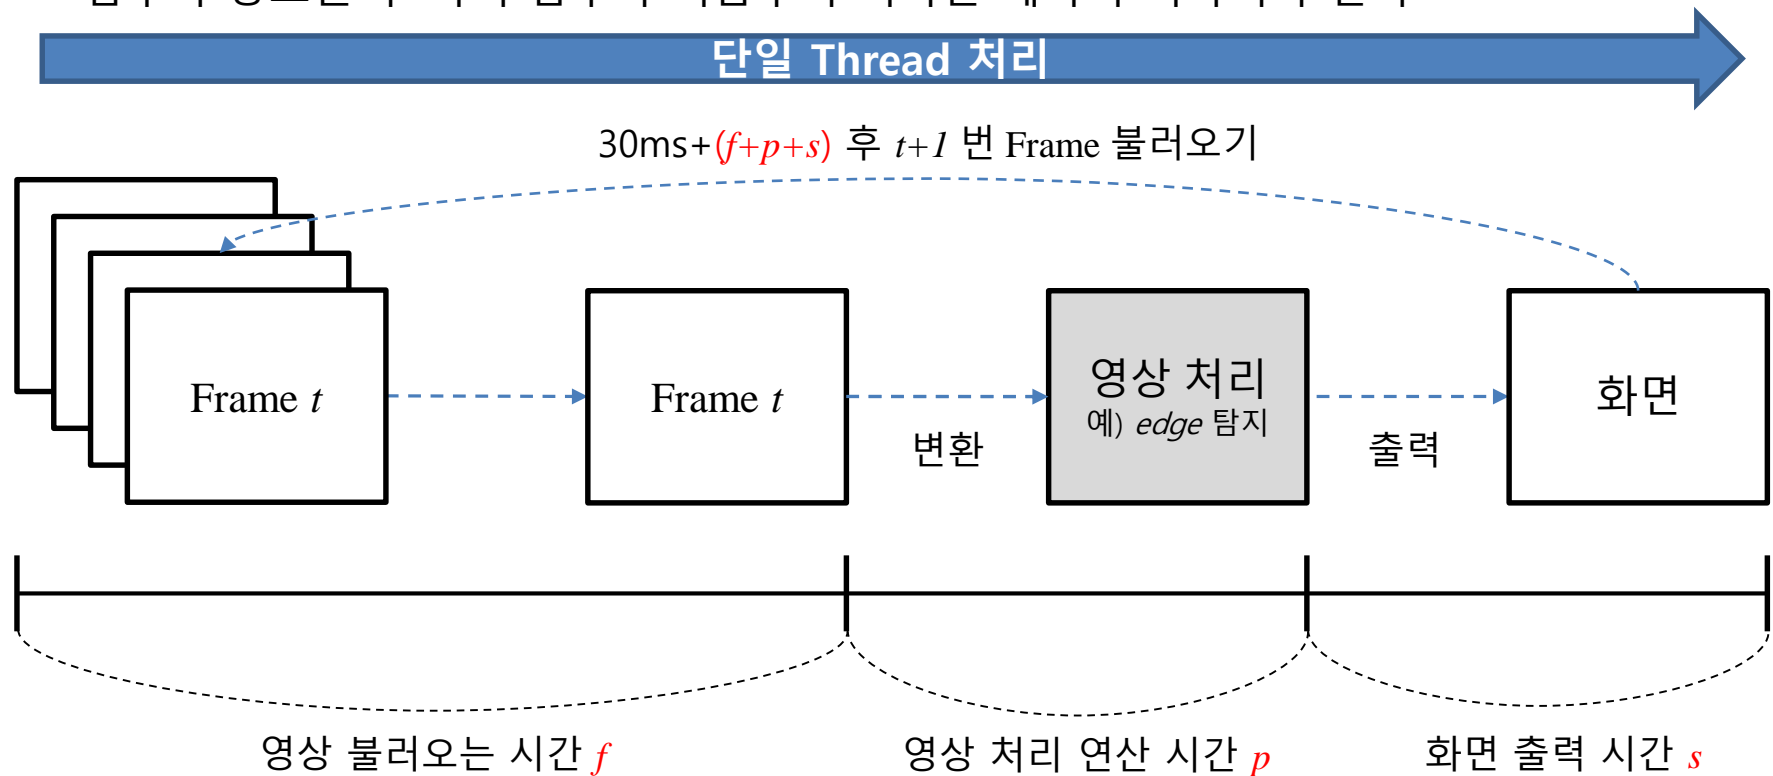 단일 Thread 처리
30ms+(f+p+s) 후 t+1 번 Frame 불러오기
Frame t
Frame t
영상 처리
예) edge 탐지
화면
변환
출력
영상 불러오는 시간 f
영상 처리 연산 시간 p
화면 출력 시간 s